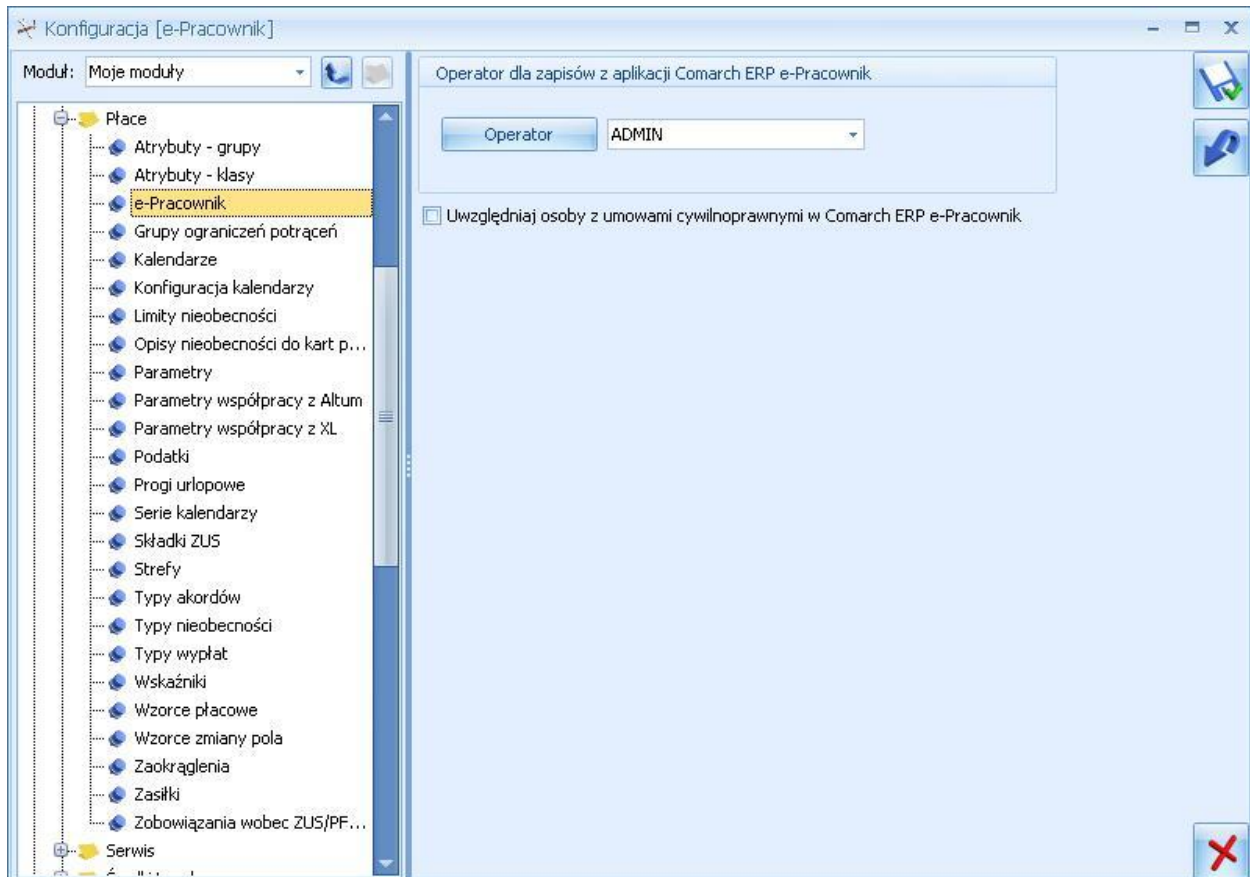 Konfiguracja [e-Pracownik]
Moduł: Moje moduły
Płace
Atrybuty - grupy
Atrybuty - klasy
e-Pracownik
Grupy ograniczeń potrąceń
Kalendarze
Konfiguracja kalendarzy
Limity nieobecności
Opisy nieobecności do kart p...
Parametry
Parametry współpracy z Altum
Parametry współpracy z XL
Podatki
Progi urlopowe
Serie kalendarzy
Składki ZUS
Strefy
Typy akordów
Typy nieobecności
Typy wypłat
Wskaźniki
Wzorce płacowe
Wzorce zmiany pola
Zaokrąglenia
Zasiłki
Zobowiązania wobec ZUS/PF...
Serwis
Operator dla zapisów z aplikacji Comarch ERP e-Pracownik
Operator ADMIN
Uwzględniaj osoby z umowami cywilnoprawnymi w Comarch ERP e-Pracownik